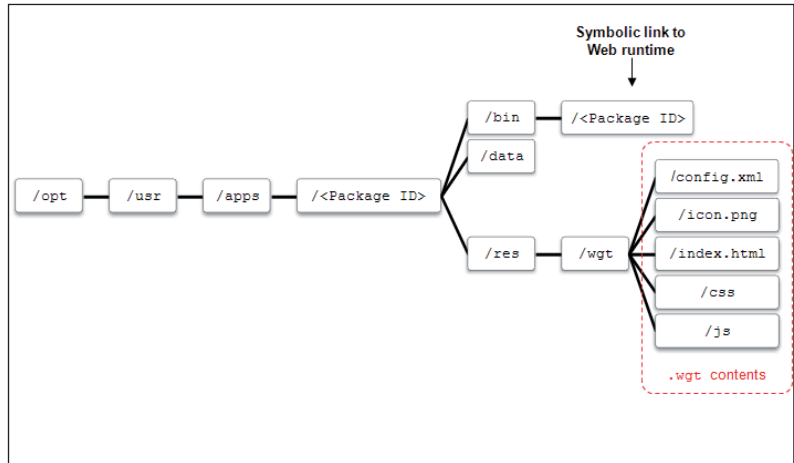 Symbolic link to
Web runtime
/bin
/<Package ID>
/data
/config.xml
/opt
/usr
/apps
/<Package ID>
/icon.png
/res
/wgt
/index.html
/css
/js
.wgt contents